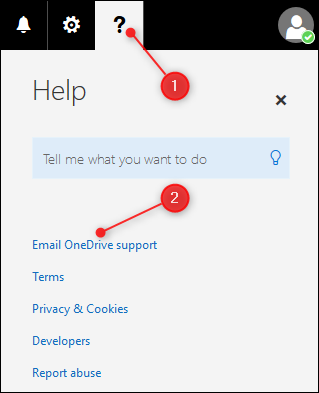 ?
1
Help
×
Tell me what you want to do
2
Email OneDrive support
Terms
Privacy & Cookies
Developers
Report abuse